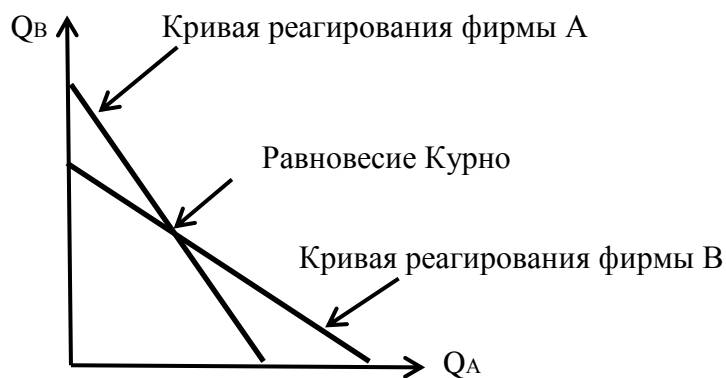 QB
Кривая реагирования фирмы А
Равновесие Курно
Кривая реагирования фирмы В
QA